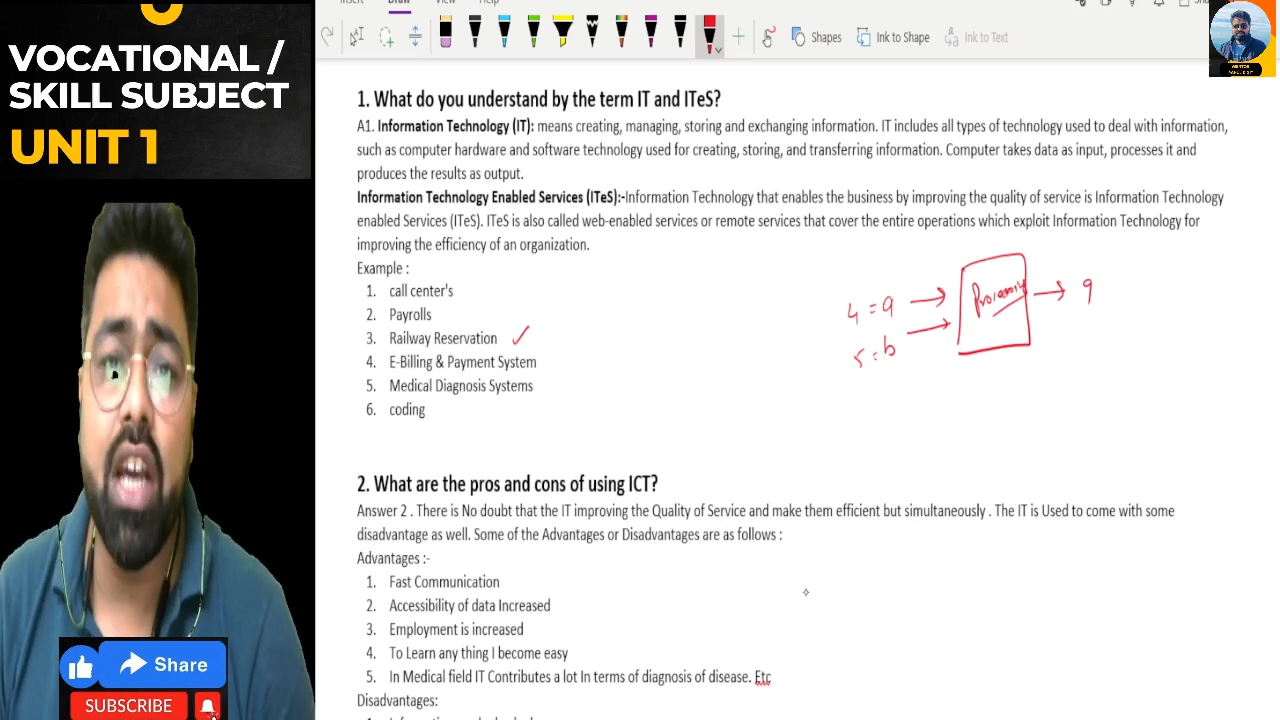 VOCATIONAL /
SKILL SUBJECT
UNIT 1
Draw
Help
Shapes
Ink to Shape
Ink to Text
1. What do you understand by the term IT and ITeS?
A1. Information Technology (IT): means creating, managing, storing and exchanging information. IT includes all types of technology used to deal with information,
such as computer hardware and software technology used for creating, storing, and transferring information. Computer takes data as input, processes it and
produces the results as output.
Information Technology Enabled Services (ITeS):-Information Technology that enables the business by improving the quality of service is Information Technology
enabled Services (ITeS). ITeS is also called web-enabled services or remote services that cover the entire operations which exploit Information Technology for
improving the efficiency of an organization.
Example :
1. call center's
2. Payrolls
3. Railway Reservation
4. E-Billing & Payment System
5. Medical Diagnosis Systems
6. coding
4 = a
5 = b
Processing
9
2. What are the pros and cons of using ICT?
Answer 2 . There is No doubt that the IT improving the Quality of Service and make them efficient but simultaneously . The IT is Used to come with some
disadvantage as well. Some of the Advantages or Disadvantages are as follows :
Advantages :-
1. Fast Communication
2. Accessibility of data Increased
3. Employment is increased
4. To Learn any thing I become easy
5. In Medical field IT Contributes a lot In terms of diagnosis of disease. Etc
Disadvantages:
Share
SUBSCRIBE